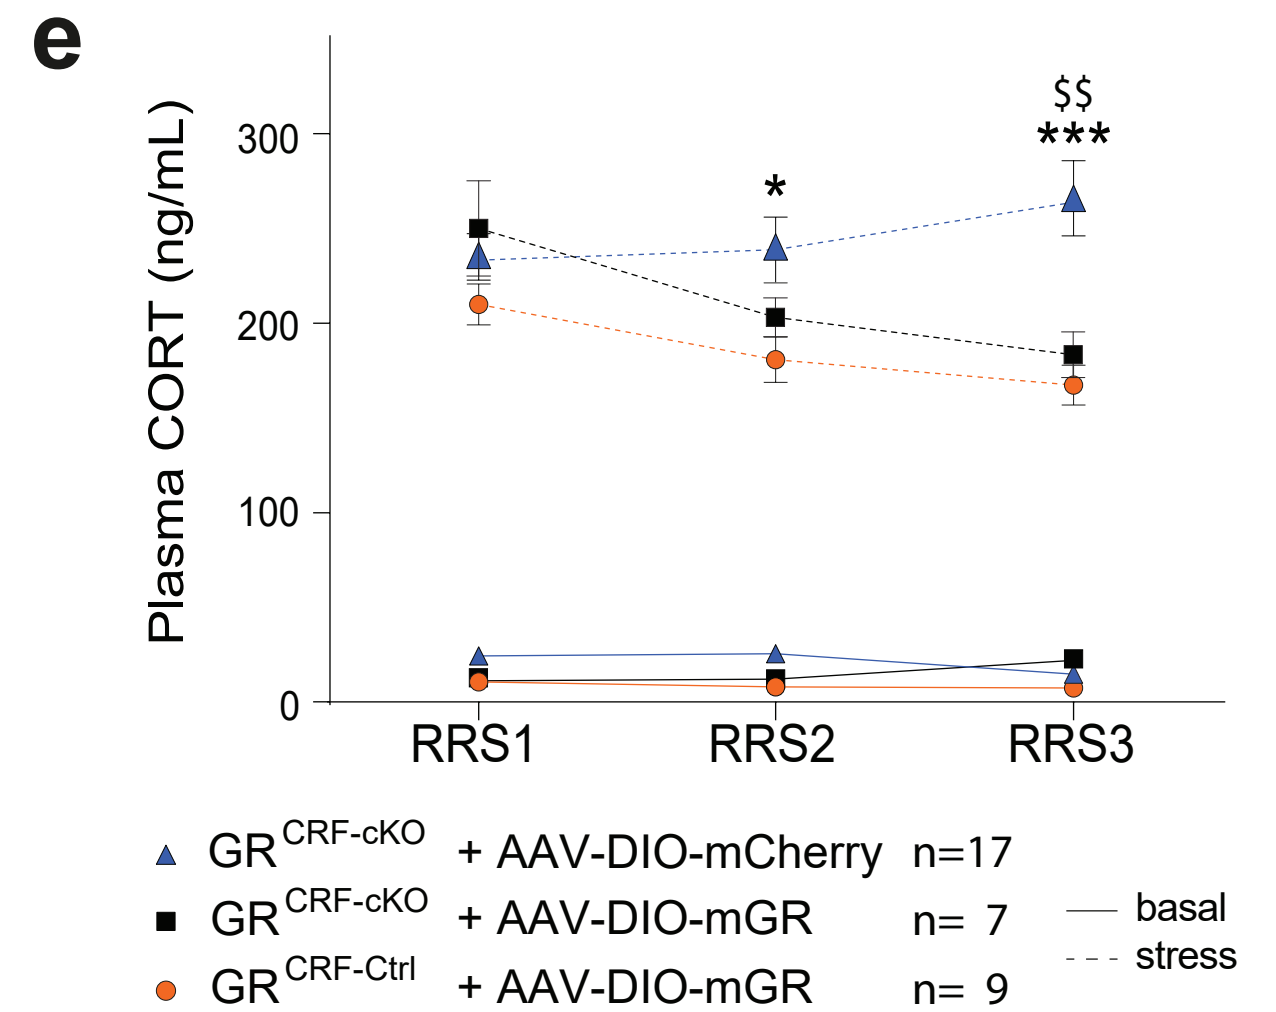 e
Plasma CORT (ng/mL)
300
200
100
0
$$
***
*
RRS1 RRS2 RRS3
GR^CRF-cKO + AAV-DIO-mCherry n=17
GR^CRF-cKO + AAV-DIO-mGR n= 7
GR^CRF-Ctrl + AAV-DIO-mGR n= 9
basal
stress